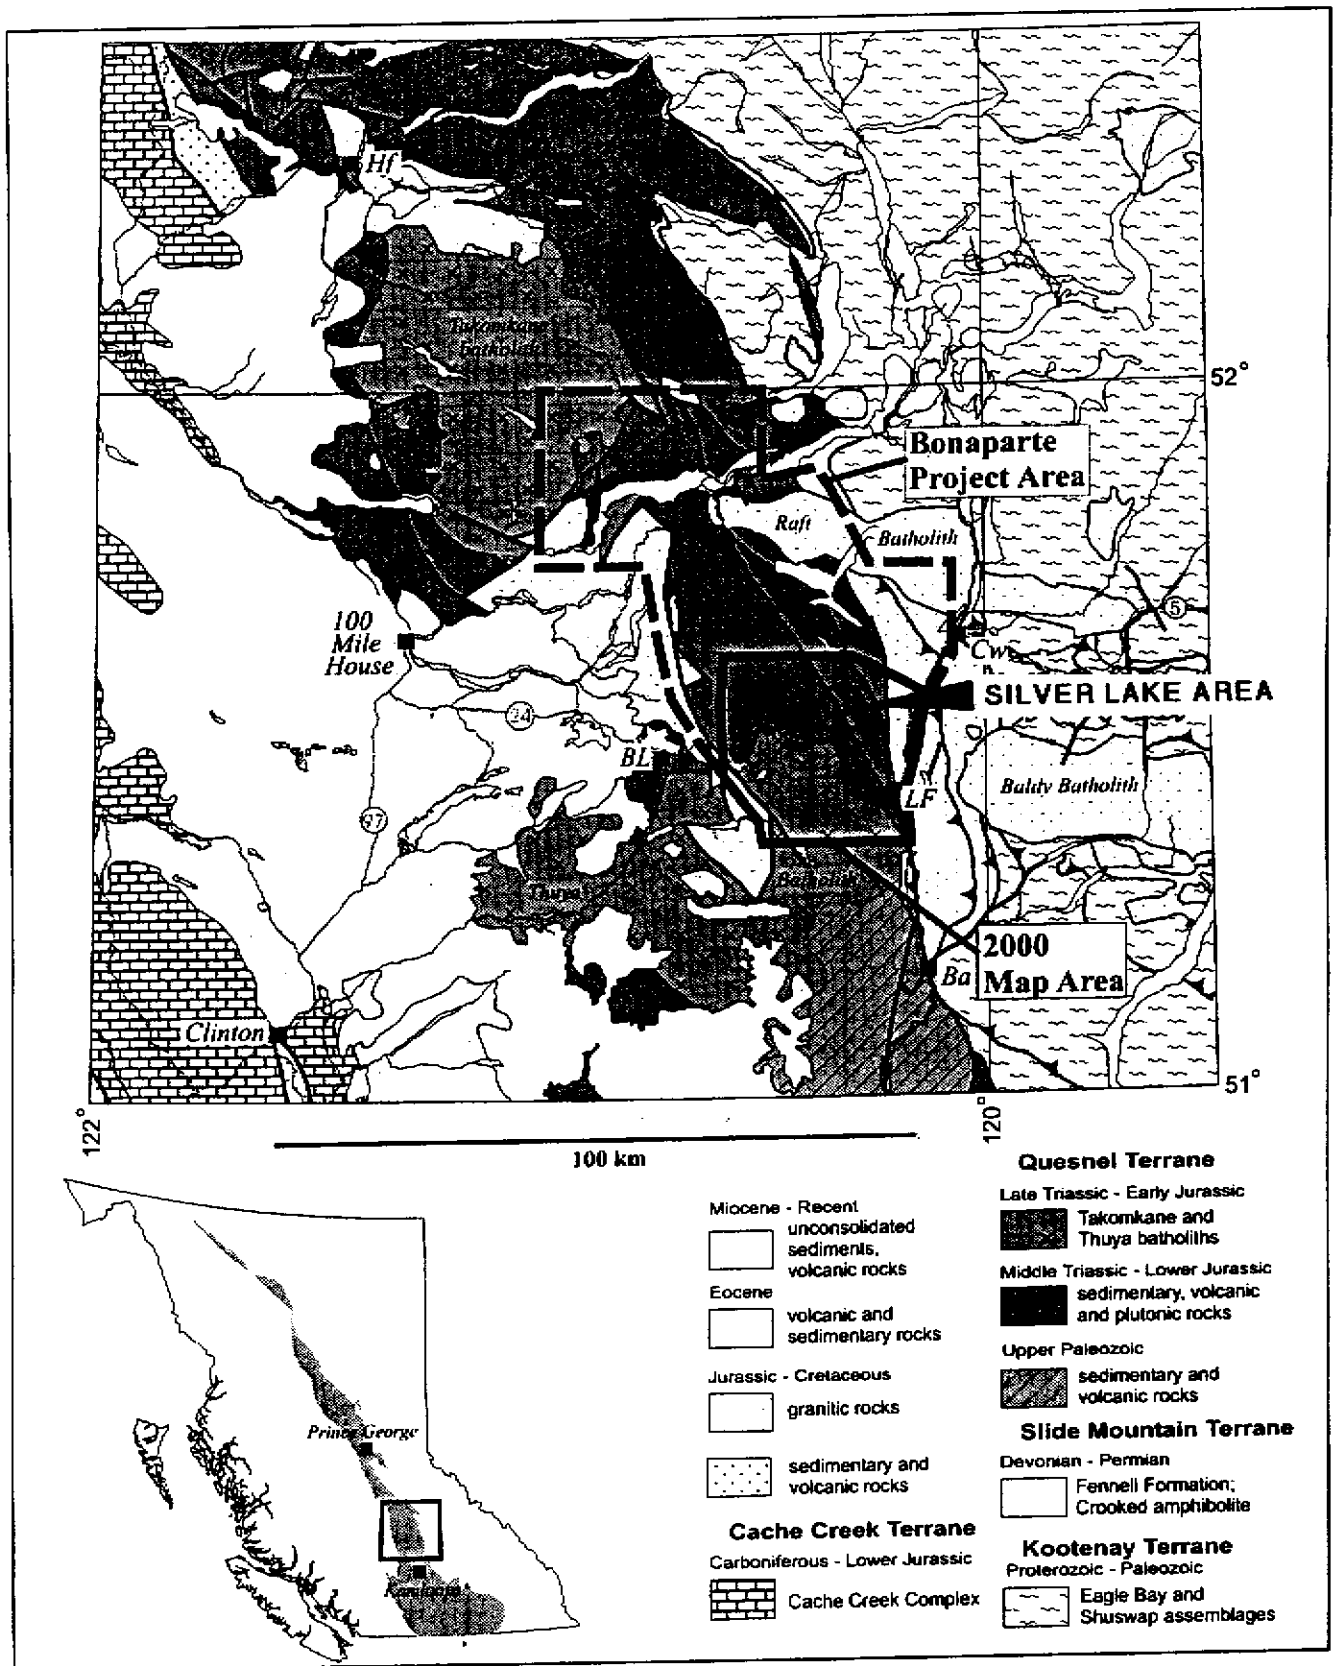 Hf
Takomkane
Batholith
52°
Bonaparte
Project Area
Raft
Batholith
5
100
Mile
House
Cw
SILVER LAKE AREA
24
BL
Baldy Batholith
LF
97
Thuya
Batholith
2000
Map Area
Ba
Clinton
51°
122°
120°
100 km
Prince George
Kamloops
Miocene - Recent
unconsolidated
sediments,
volcanic rocks
Eocene
volcanic and
sedimentary rocks
Jurassic - Cretaceous
granitic rocks
sedimentary and
volcanic rocks
Cache Creek Terrane
Carboniferous - Lower Jurassic
Cache Creek Complex
Quesnel Terrane
Late Triassic - Early Jurassic
Takomkane and
Thuya batholiths
Middle Triassic - Lower Jurassic
sedimentary, volcanic
and plutonic rocks
Upper Paleozoic
sedimentary and
volcanic rocks
Slide Mountain Terrane
Devonian - Permian
Fennell Formation;
Crooked amphibolite
Kootenay Terrane
Proterozoic - Paleozoic
Eagle Bay and
Shuswap assemblages